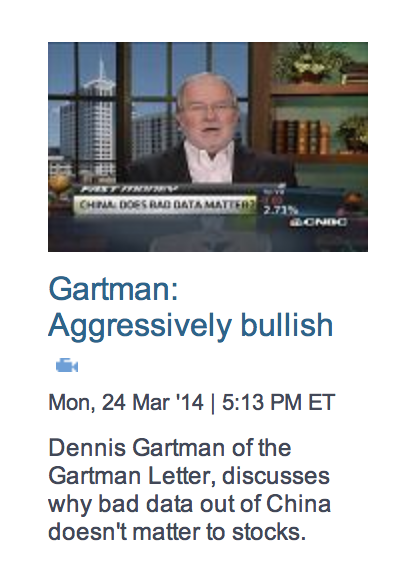 FAST MONEY
CHINA: DOES BAD DATA MATTER?
2.71%
CNBC
Gartman:
Aggressively bullish
Mon, 24 Mar '14 | 5:13 PM ET
Dennis Gartman of the
Gartman Letter, discusses
why bad data out of China
doesn't matter to stocks.